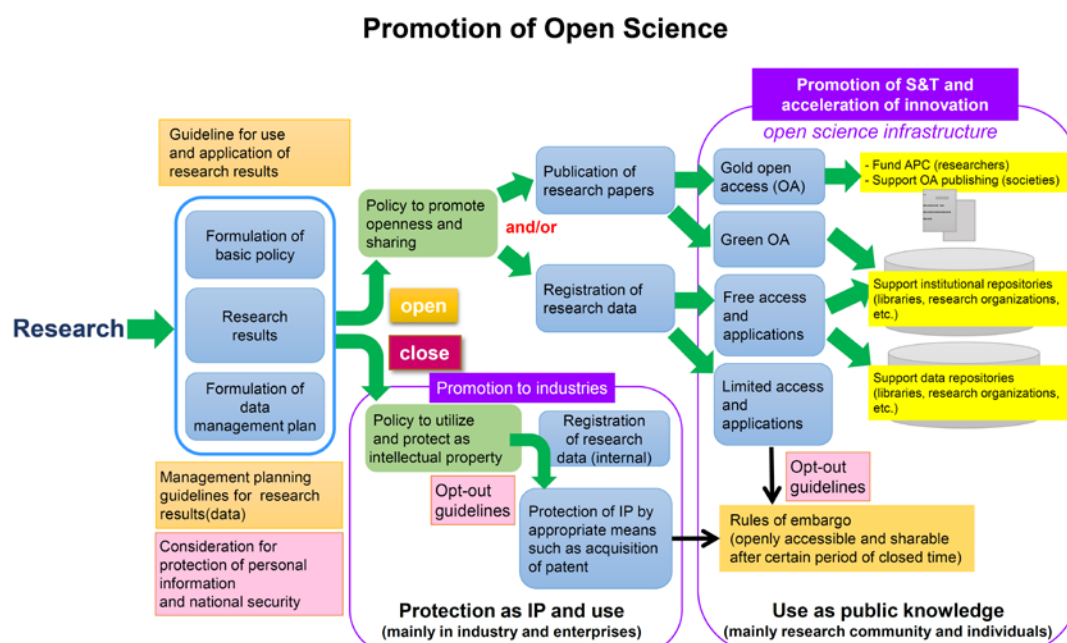 Promotion of Open Science
Promotion of S&T and
acceleration of innovation
open science infrastructure
Guideline for use
and application of
research results
Research
Formulation of
basic policy
Research
results
Formulation of
data
management plan
Management planning
guidelines for research
results(data)
Consideration for
protection of personal
information
and national security
Policy to promote
openness and
sharing
and/or
open
close
Publication of
research papers
Registration of
research data
Gold open
access (OA)
Green OA
Free access
and
applications
Limited access
and
applications
- Fund APC (researchers)
- Support OA publishing (societies)
Support institutional repositories
(libraries, research organizations,
etc.)
Support data repositories
(libraries, research organizations,
etc.)
Promotion to industries
Policy to utilize
and protect as
intellectual property
Registration
of research
data (internal)
Opt-out
guidelines
Protection of IP by
appropriate means
such as acquisition
of patent
Opt-out
guidelines
Rules of embargo
(openly accessible and sharable
after certain period of closed time)
Protection as IP and use
(mainly in industry and enterprises)
Use as public knowledge
(mainly research community and individuals)